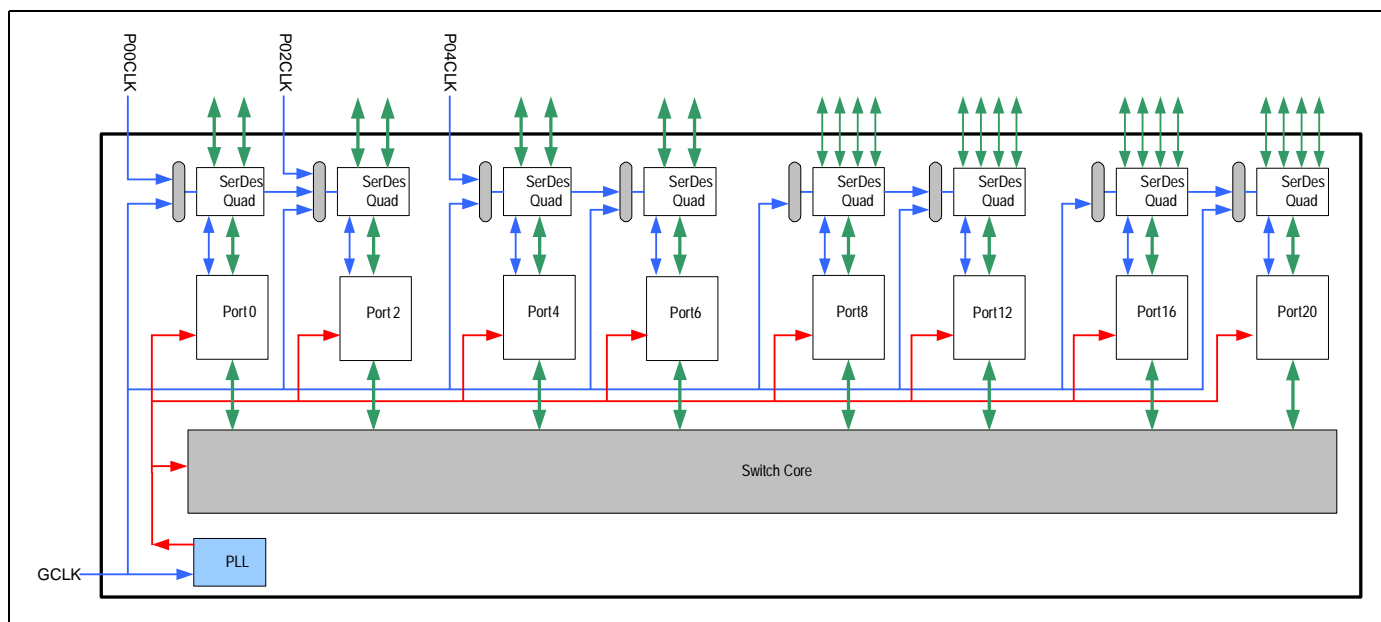 P00CLK
P02CLK
P04CLK
SerDes
Quad
SerDes
Quad
SerDes
Quad
SerDes
Quad
SerDes
Quad
SerDes
Quad
SerDes
Quad
SerDes
Quad
Port0
Port 2
Port4
Port6
Port8
Port12
Port16
Port20
Switch Core
PLL
GCLK